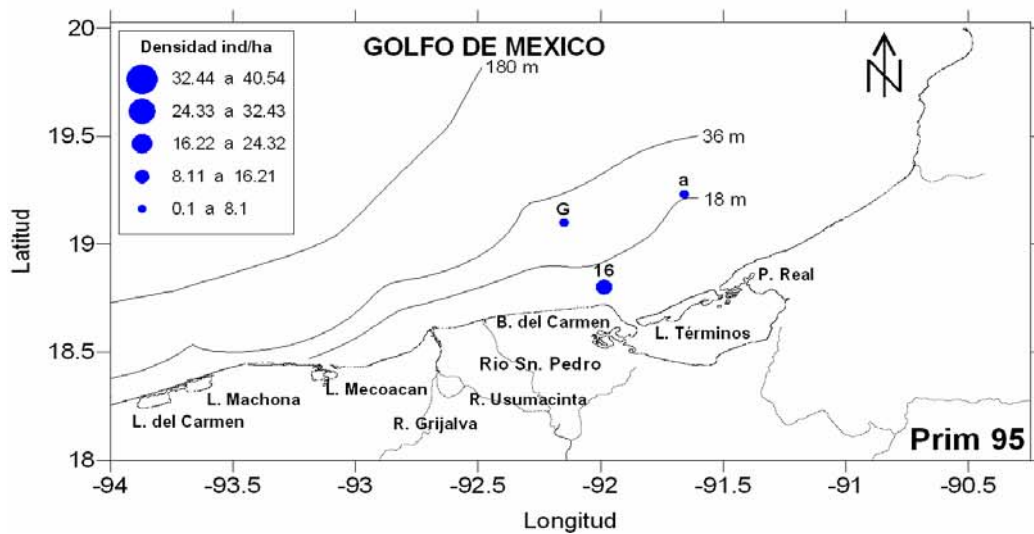 GOLFO DE MEXICO
Densidad ind/ha
32.44 a 40.54
24.33 a 32.43
16.22 a 24.32
8.11 a 16.21
0.1 a 8.1
180 m
N
36 m
a
18 m
G
16
P. Real
B. del Carmen
L. Términos
Rio Sn. Pedro
L. Mecoacan
L. Machona
R. Usumacinta
L. del Carmen
R. Grijalva
Prim 95
20
19.5
19
18.5
18
Latitud
-94
-93.5
-93
-92.5
-92
-91.5
-91
-90.5
Longitud